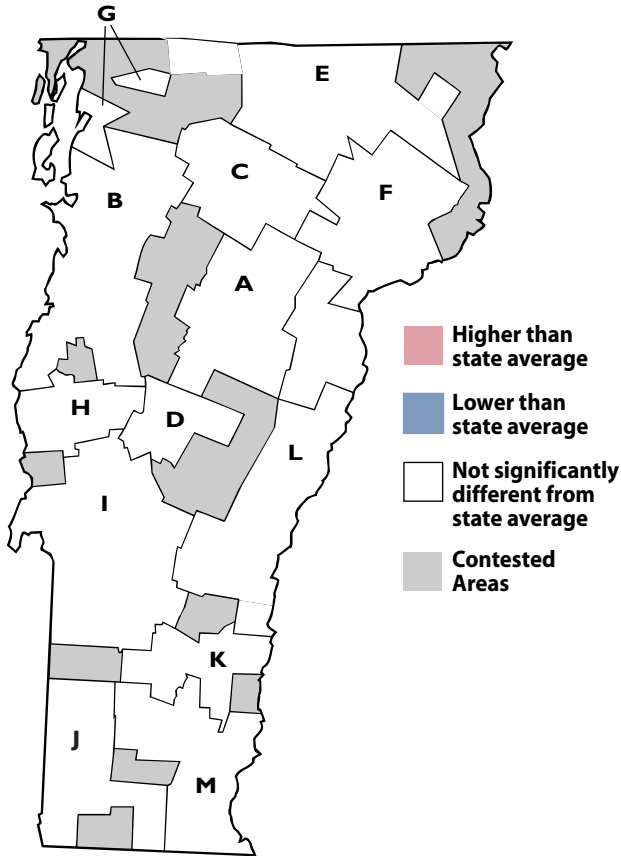 G
E
C
F
B
A
Higher than
state average
Lower than
state average
H
D
L
Not significantly
different from
state average
I
Contested
Areas
K
J
M